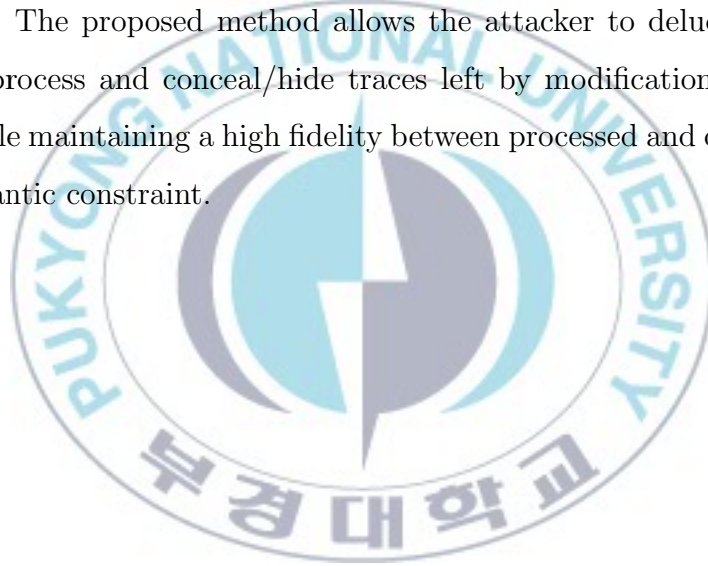 The proposed method allows the attacker to
process and conceal/hide traces left by modification
maintaining a high fidelity between processed and
constraint.
PUKYONG NATIONAL UNIVERSITY
부경대학교